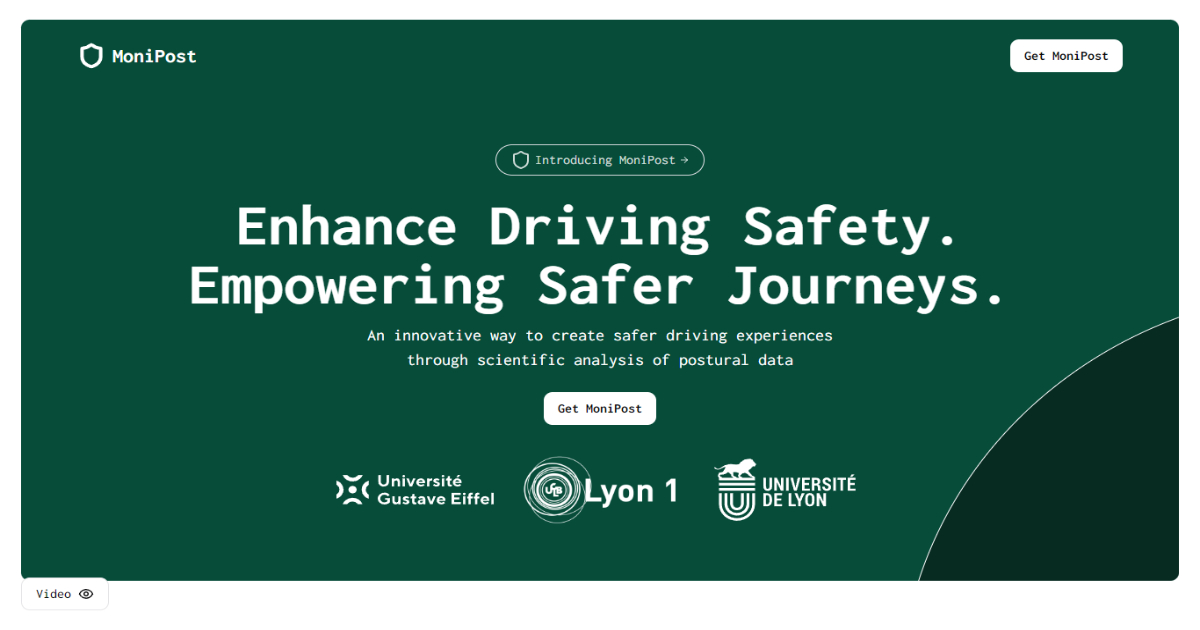 MoniPost
Get MoniPost
Introducing MoniPost →
Enhance Driving Safety.
Empowering Safer Journeys.
An innovative way to create safer driving experiences
through scientific analysis of postural data
Get MoniPost
Université
Gustave Eiffel
Lyon 1
UNIVERSITÉ
DE LYON
Video